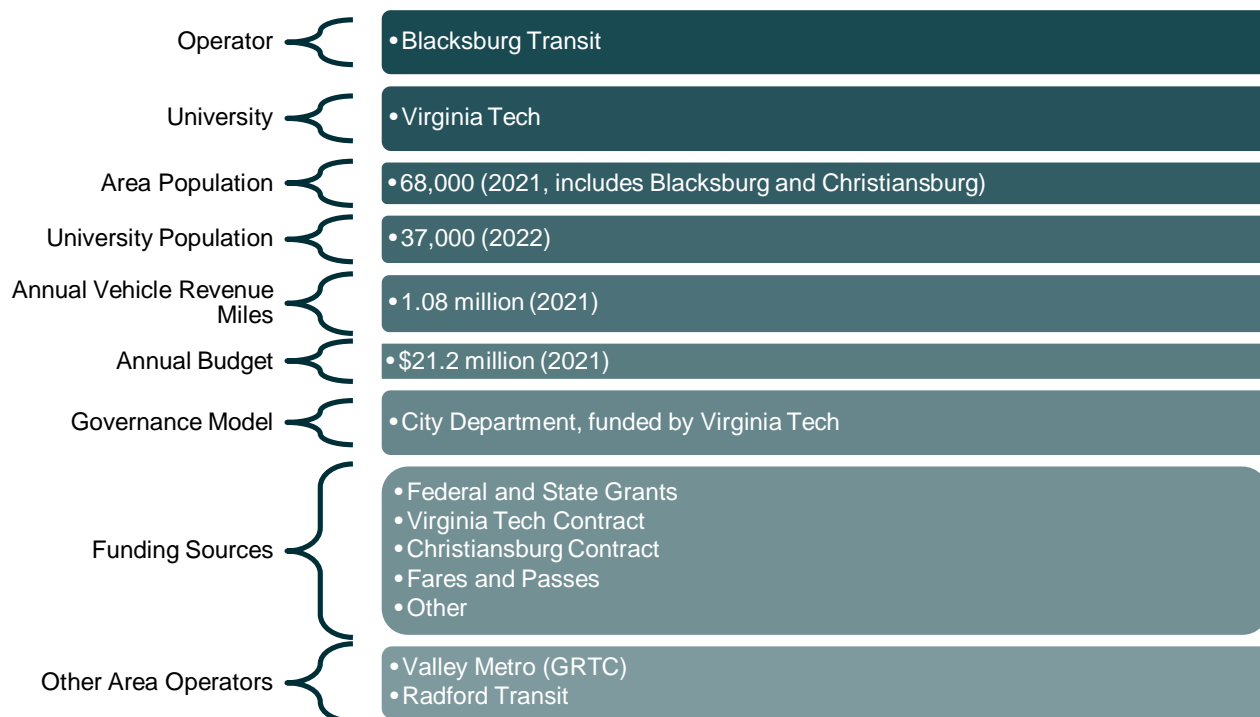 Operator
•Blacksburg Transit
University
•Virginia Tech
Area Population
•68,000 (2021, includes Blacksburg and Christiansburg)
University Population
•37,000 (2022)
Annual Vehicle Revenue
Miles
•1.08 million (2021)
Annual Budget
•$21.2 million (2021)
Governance Model
•City Department, funded by Virginia Tech
Funding Sources
•Federal and State Grants
•Virginia Tech Contract
•Christiansburg Contract
•Fares and Passes
•Other
Other Area Operators
•Valley Metro (GRTC)
•Radford Transit